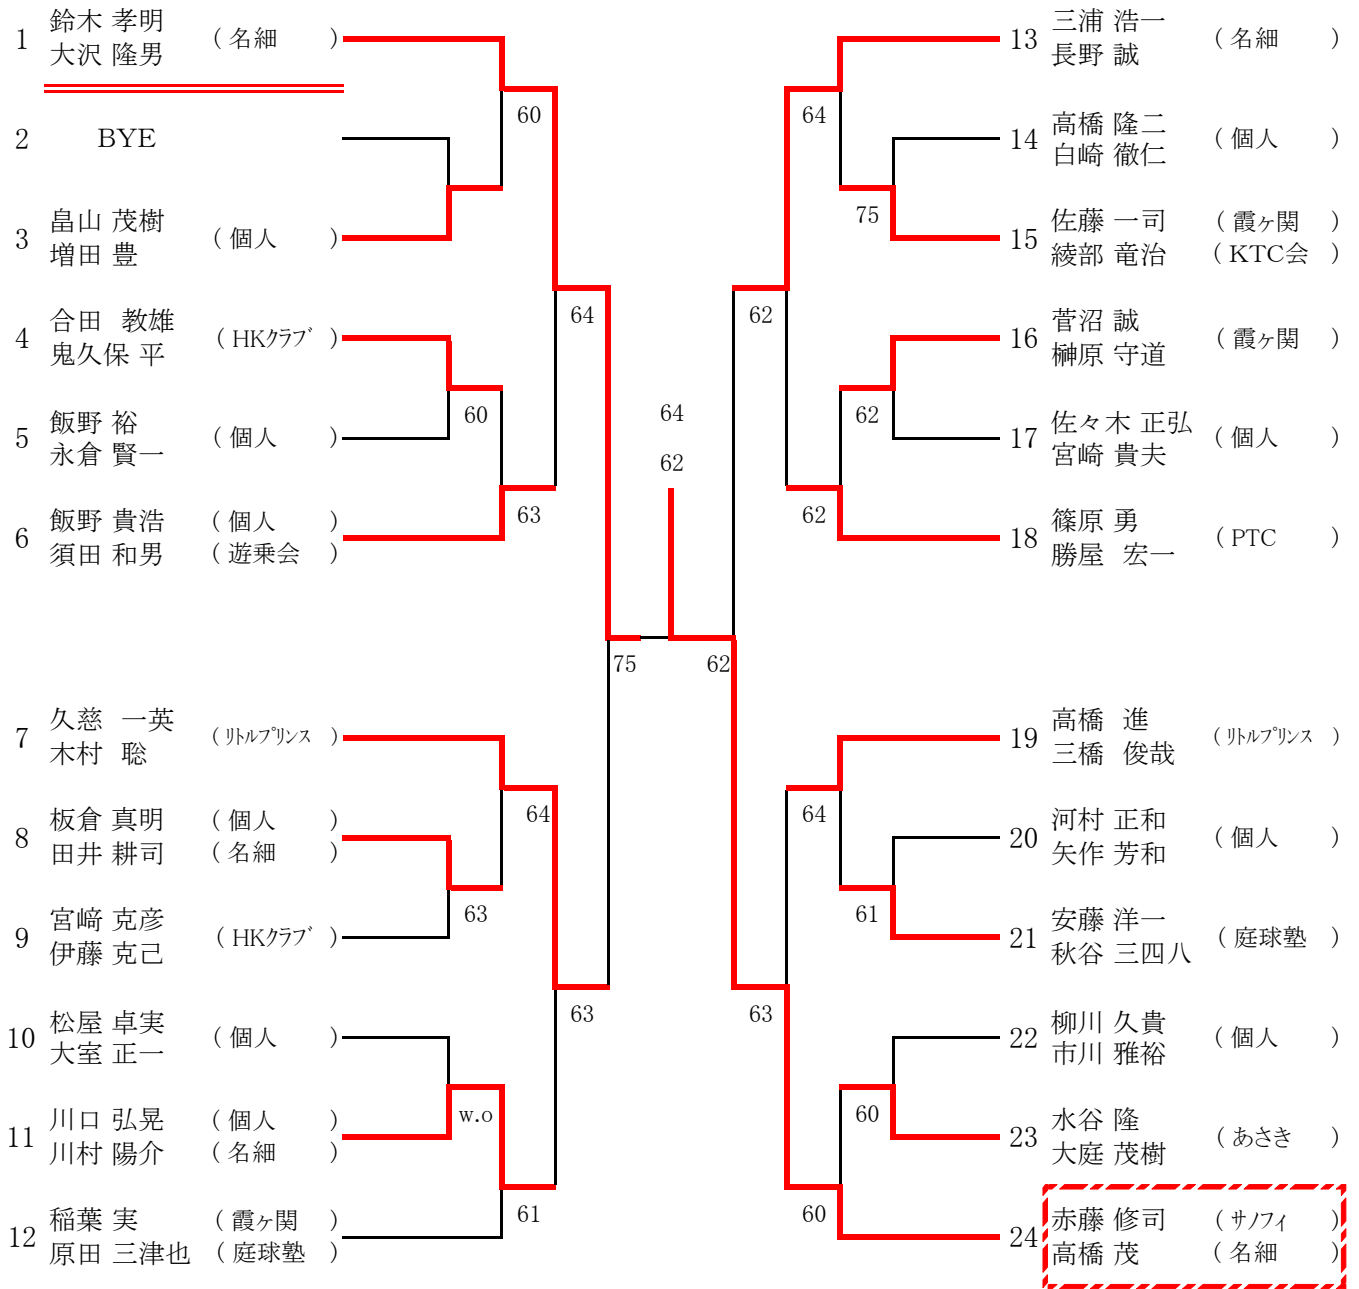 1 鈴木 孝明 (名細)
大沢 隆男
2 BYE
3 畠山 茂樹 (個人)
増田 豊
4 合田 教雄 (HKクラブ)
鬼久保 平
5 飯野 裕 (個人)
永倉 賢一
6 飯野 貴浩 (個人)
須田 和男 (遊乗会)
7 久慈 一英 (リトルプリンス)
木村 聡
8 板倉 真明 (個人)
田井 耕司 (名細)
9 宮﨑 克彦 (HKクラブ)
伊藤 克己
10 松屋 卓実 (個人)
大室 正一
11 川口 弘晃 (個人)
川村 陽介 (名細)
12 稲葉 実 (霞ヶ関)
原田 三津也 (庭球塾)
60
60
63
64
64
63
w.o
61
63
75
64
62
62
64
75
62
62
62
64
61
63
60
60
13 三浦 浩一 (名細)
長野 誠
14 高橋 隆二 (個人)
白崎 徹仁
15 佐藤 一司 (霞ヶ関)
綾部 竜治 (KTC会)
16 菅沼 誠 (霞ヶ関)
榊原 守道
17 佐々木 正弘 (個人)
宮崎 貴夫
18 篠原 勇 (PTC)
勝屋 宏一
19 高橋 進 (リトルプリンス)
三橋 俊哉
20 河村 正和 (個人)
矢作 芳和
21 安藤 洋一 (庭球塾)
秋谷 三四八
22 柳川 久貴 (個人)
市川 雅裕
23 水谷 隆 (あさき)
大庭 茂樹
24 赤藤 修司 (サノフィ)
高橋 茂 (名細)